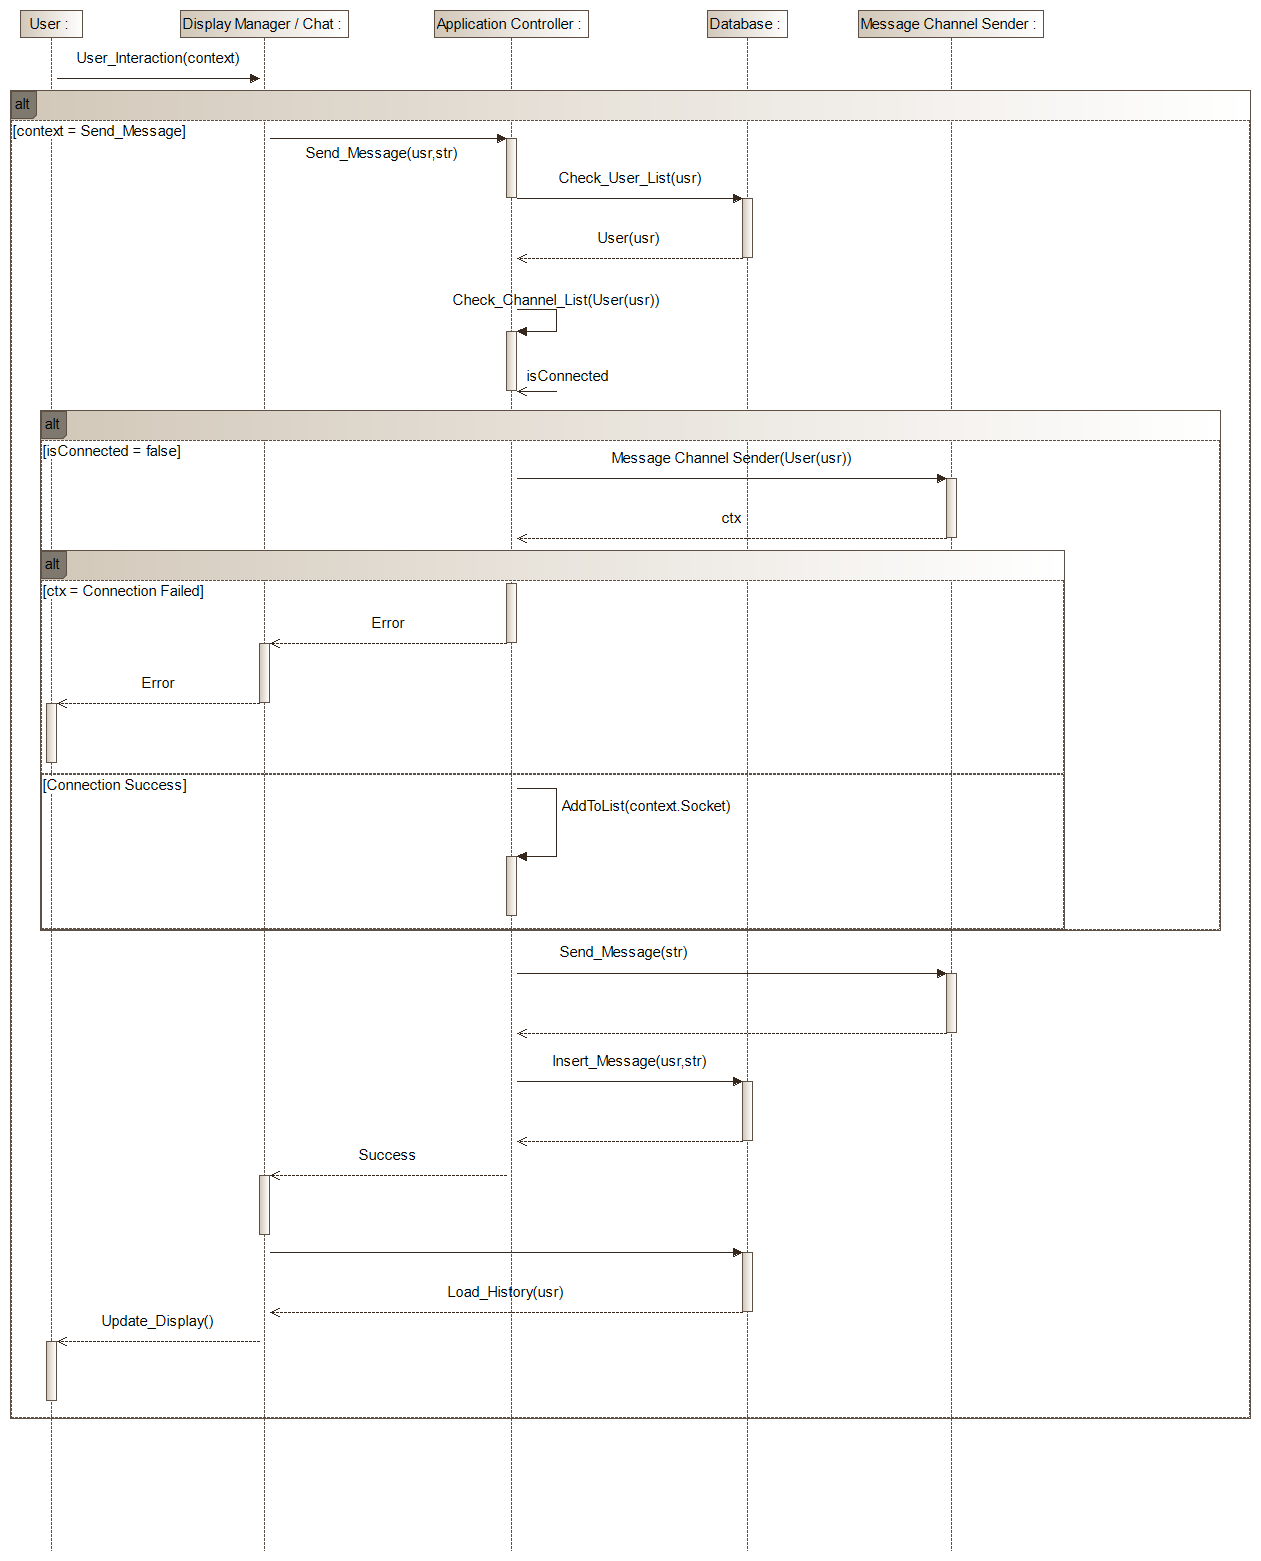 User :
Display Manager / Chat :
Application Controller :
Database :
Message Channel Sender :
User_Interaction(context)
alt
[context = Send_Message]
Send_Message(usr,str)
Check_User_List(usr)
User(usr)
Check_Channel_List(User(usr))
isConnected
alt
[isConnected = false]
Message Channel Sender(User(usr))
ctx
alt
[ctx = Connection Failed]
Error
Error
[Connection Success]
AddToList(context.Socket)
Send_Message(str)
Insert_Message(usr,str)
Success
Load_History(usr)
Update_Display()